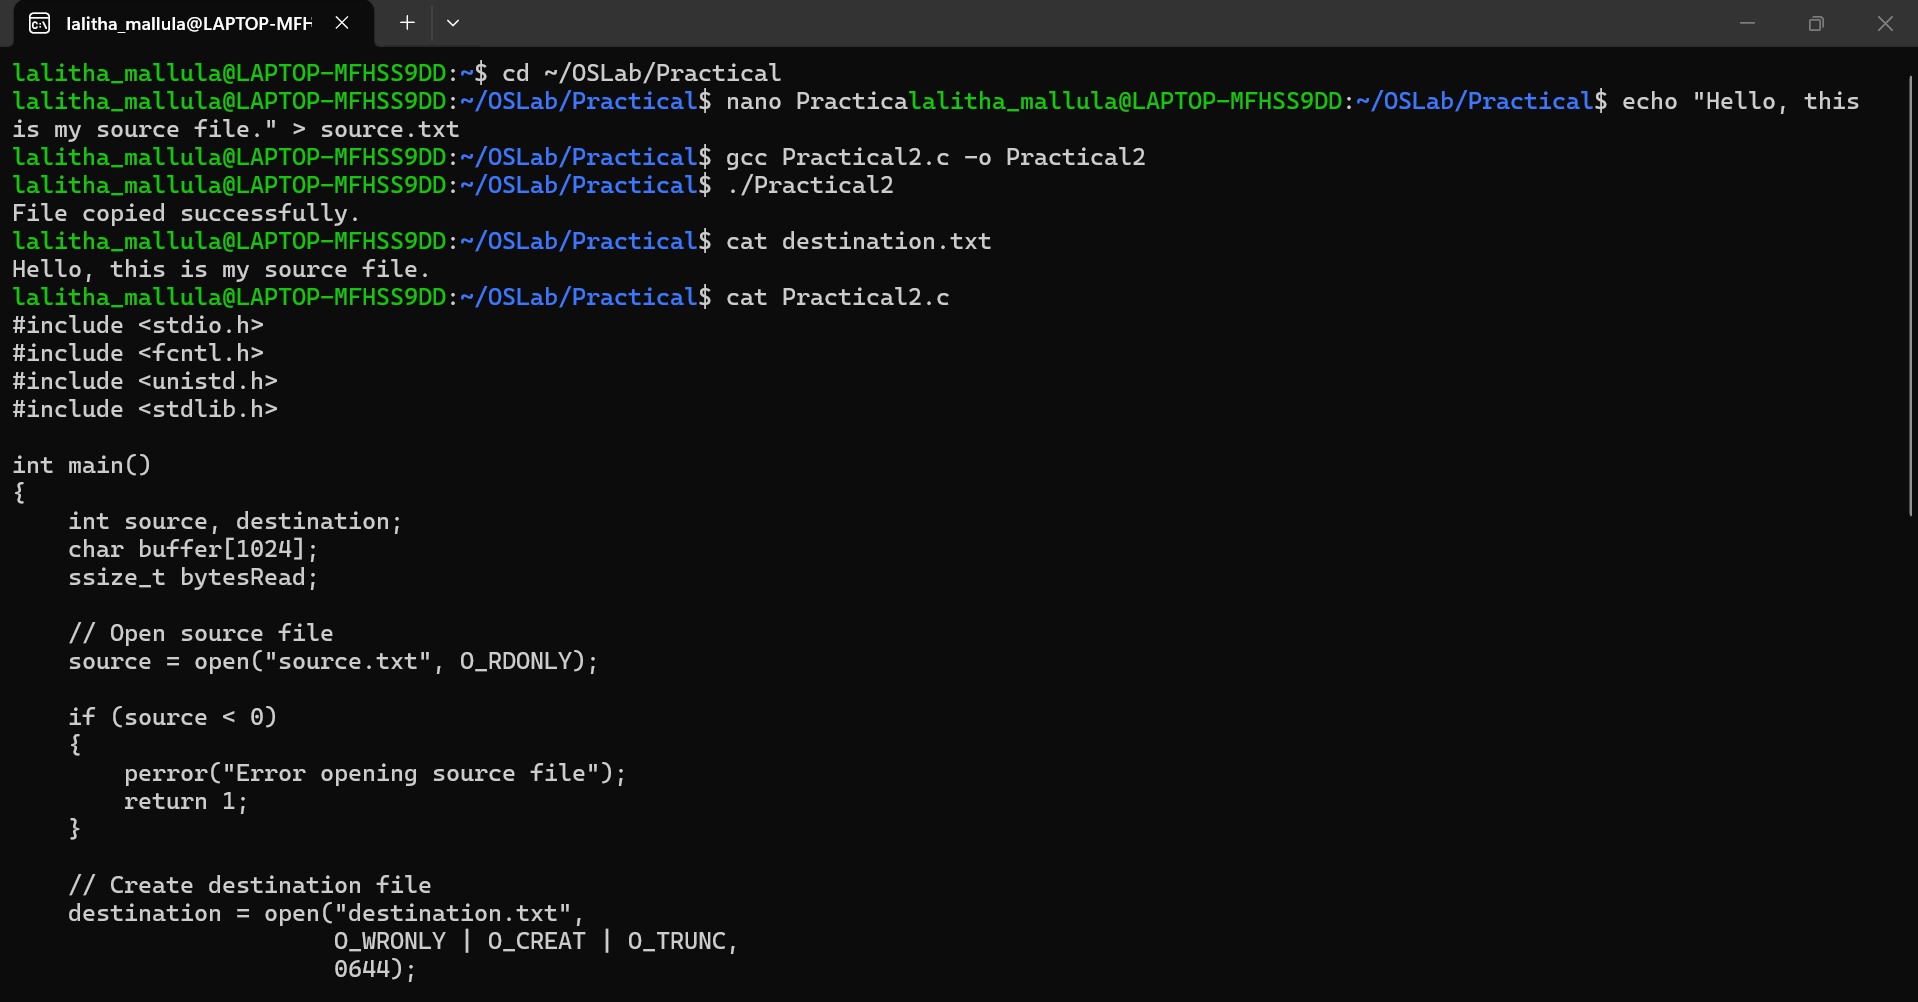 lalitha_mallula@LAPTOP-MFH
lalitha_mallula@LAPTOP-MFHSS9DD:~$ cd ~/OSLab/Practical
lalitha_mallula@LAPTOP-MFHSS9DD:~/OSLab/Practical$ nano Practicalalitha_mallula@LAPTOP-MFHSS9DD:~/OSLab/Practical$ echo "Hello, this
is my source file." > source.txt
lalitha_mallula@LAPTOP-MFHSS9DD:~/OSLab/Practical$ gcc Practical2.c -o Practical2
lalitha_mallula@LAPTOP-MFHSS9DD:~/OSLab/Practical$ ./Practical2
File copied successfully.
lalitha_mallula@LAPTOP-MFHSS9DD:~/OSLab/Practical$ cat destination.txt
Hello, this is my source file.
lalitha_mallula@LAPTOP-MFHSS9DD:~/OSLab/Practical$ cat Practical2.c
#include <stdio.h>
#include <fcntl.h>
#include <unistd.h>
#include <stdlib.h>

int main()
{
    int source, destination;
    char buffer[1024];
    ssize_t bytesRead;

    // Open source file
    source = open("source.txt", O_RDONLY);

    if (source < 0)
    {
        perror("Error opening source file");
        return 1;
    }

    // Create destination file
    destination = open("destination.txt",
                       O_WRONLY | O_CREAT | O_TRUNC,
                       0644);